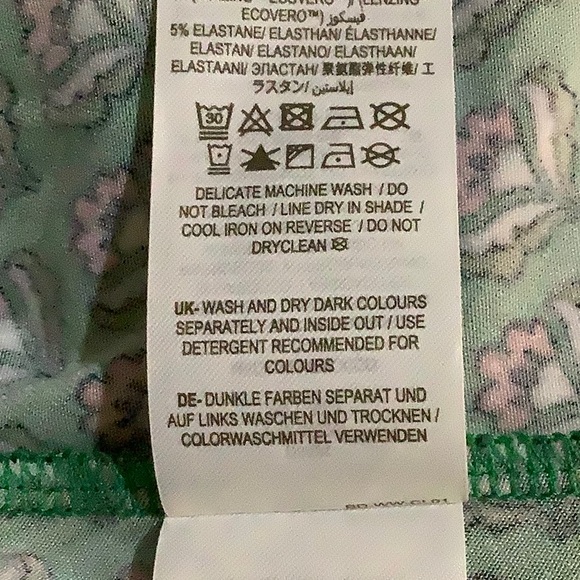 ECOVERO™) فيسكوز
5% ELASTANE/ ELASTHAN/ ÉLASTHANNE/
ELASTAN/ ELASTANO/ ELASTHAAN/
ELASTAANI/ ЭЛАСТАН/ 聚氨酯弹性纤维/ エ
ラスタン/ إيلاستين
30
DELICATE MACHINE WASH / DO
NOT BLEACH / LINE DRY IN SHADE /
COOL IRON ON REVERSE / DO NOT
DRYCLEAN
UK- WASH AND DRY DARK COLOURS
SEPARATELY AND INSIDE OUT / USE
DETERGENT RECOMMENDED FOR
COLOURS
DE- DUNKLE FARBEN SEPARAT UND
AUF LINKS WASCHEN UND TROCKNEN /
COLORWASCHMITTEL VERWENDEN